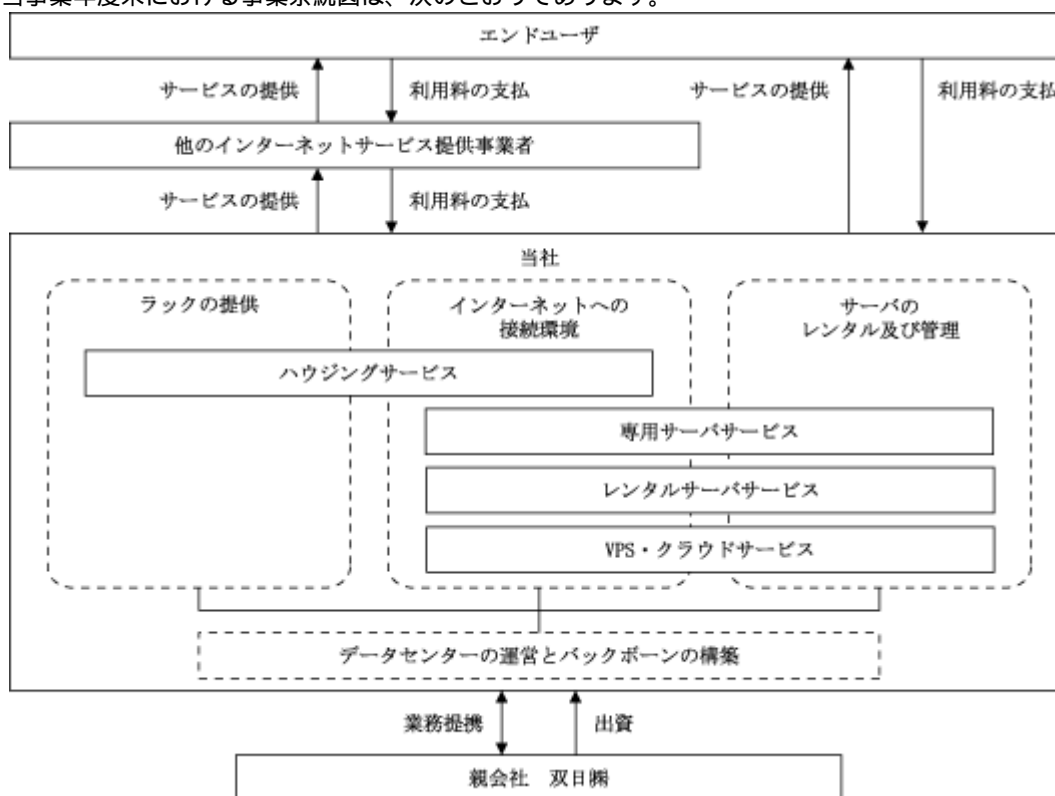 当事業年度末における事業系統図は、次のとおりであります。
エンドユーザ
サービスの提供
利用料の支払
サービスの提供
利用料の支払
他のインターネットサービス提供事業者
サービスの提供
利用料の支払
当社
ラックの提供
インターネットへの
接続環境
サーバの
レンタル及び管理
ハウジングサービス
専用サーバサービス
レンタルサーバサービス
VPS・クラウドサービス
データセンターの運営とバックボーンの構築
業務提携
出資
親会社 双日㈱